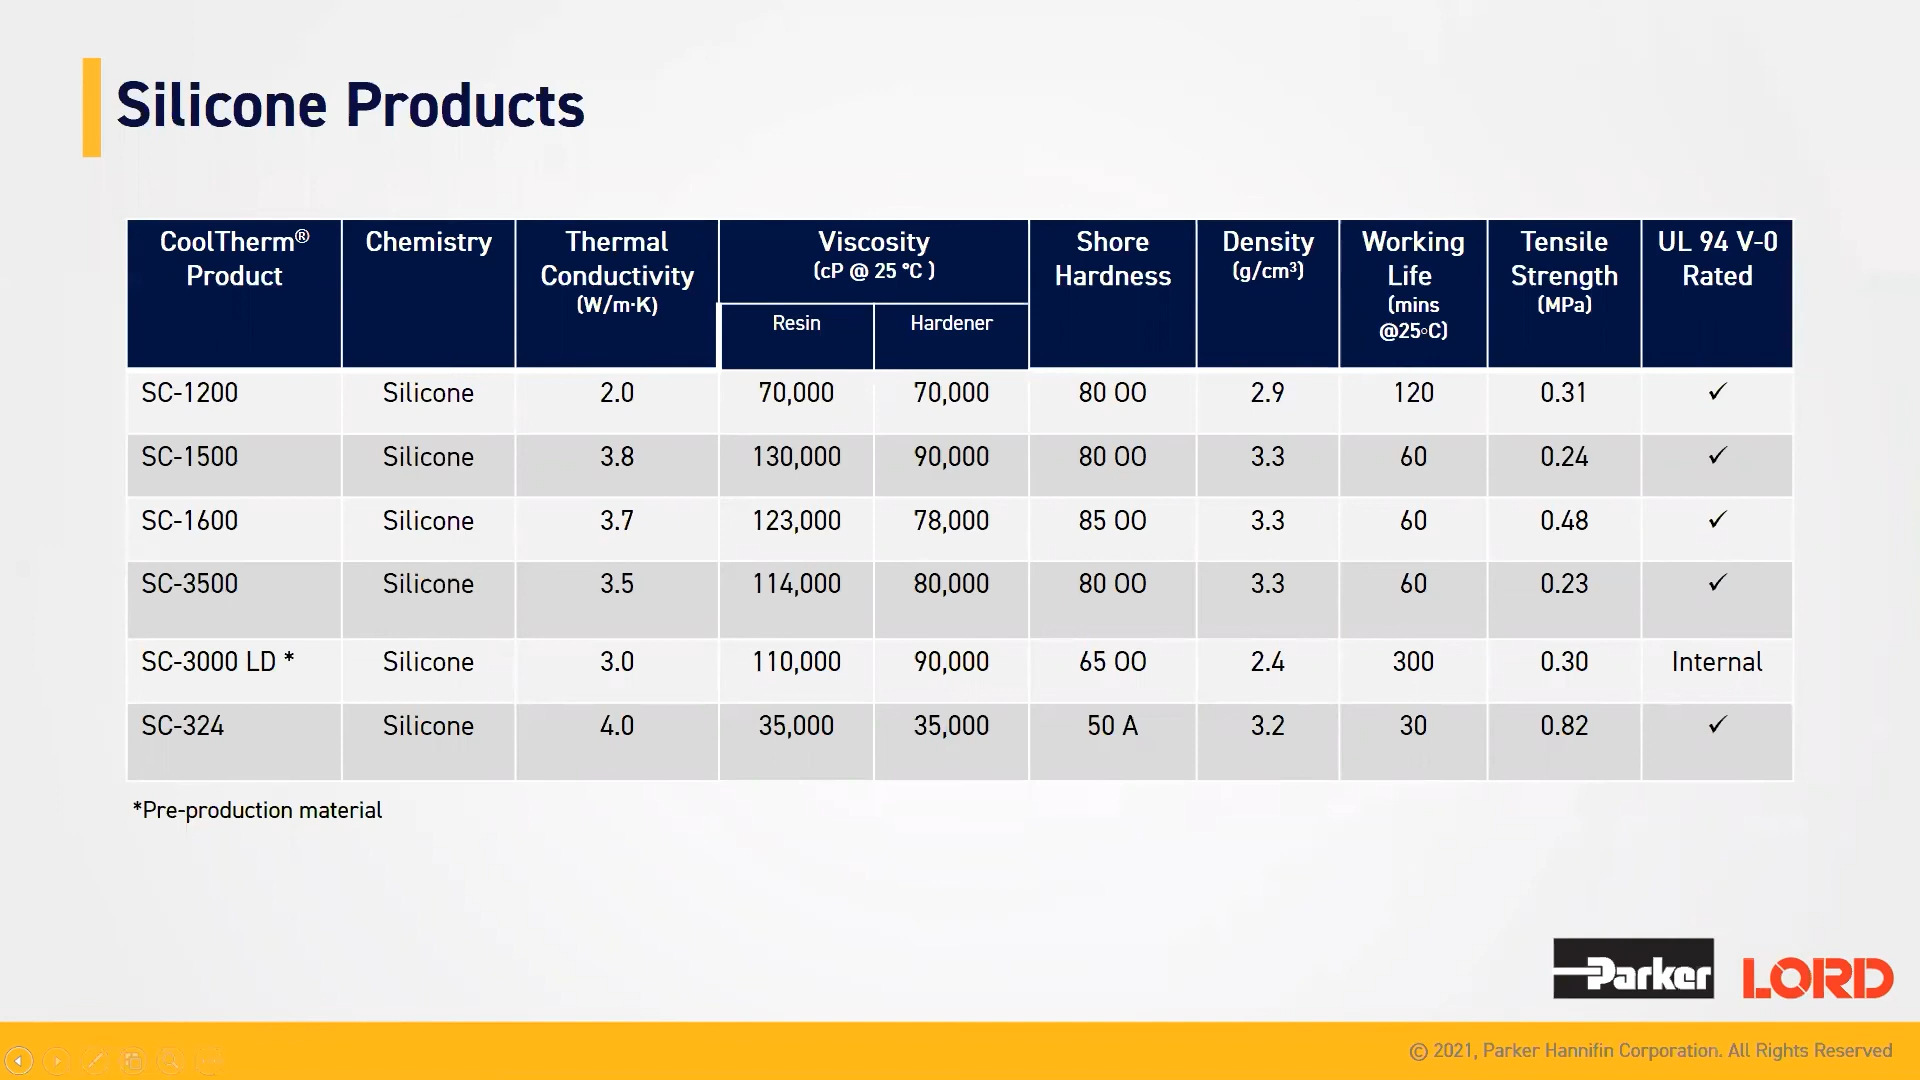 Silicone Products
CoolTherm® Product | Chemistry | Thermal Conductivity (W/m·K) | Viscosity (cP @ 25 °C ) | Shore Hardness | Density (g/cm³) | Working Life (mins @25◦C) | Tensile Strength (MPa) | UL 94 V-0 Rated
Resin | Hardener
SC-1200 | Silicone | 2.0 | 70,000 | 70,000 | 80 OO | 2.9 | 120 | 0.31 | ✓
SC-1500 | Silicone | 3.8 | 130,000 | 90,000 | 80 OO | 3.3 | 60 | 0.24 | ✓
SC-1600 | Silicone | 3.7 | 123,000 | 78,000 | 85 OO | 3.3 | 60 | 0.48 | ✓
SC-3500 | Silicone | 3.5 | 114,000 | 80,000 | 80 OO | 3.3 | 60 | 0.23 | ✓
SC-3000 LD * | Silicone | 3.0 | 110,000 | 90,000 | 65 OO | 2.4 | 300 | 0.30 | Internal
SC-324 | Silicone | 4.0 | 35,000 | 35,000 | 50 A | 3.2 | 30 | 0.82 | ✓
*Pre-production material
Parker LORD
© 2021, Parker Hannifin Corporation. All Rights Reserved